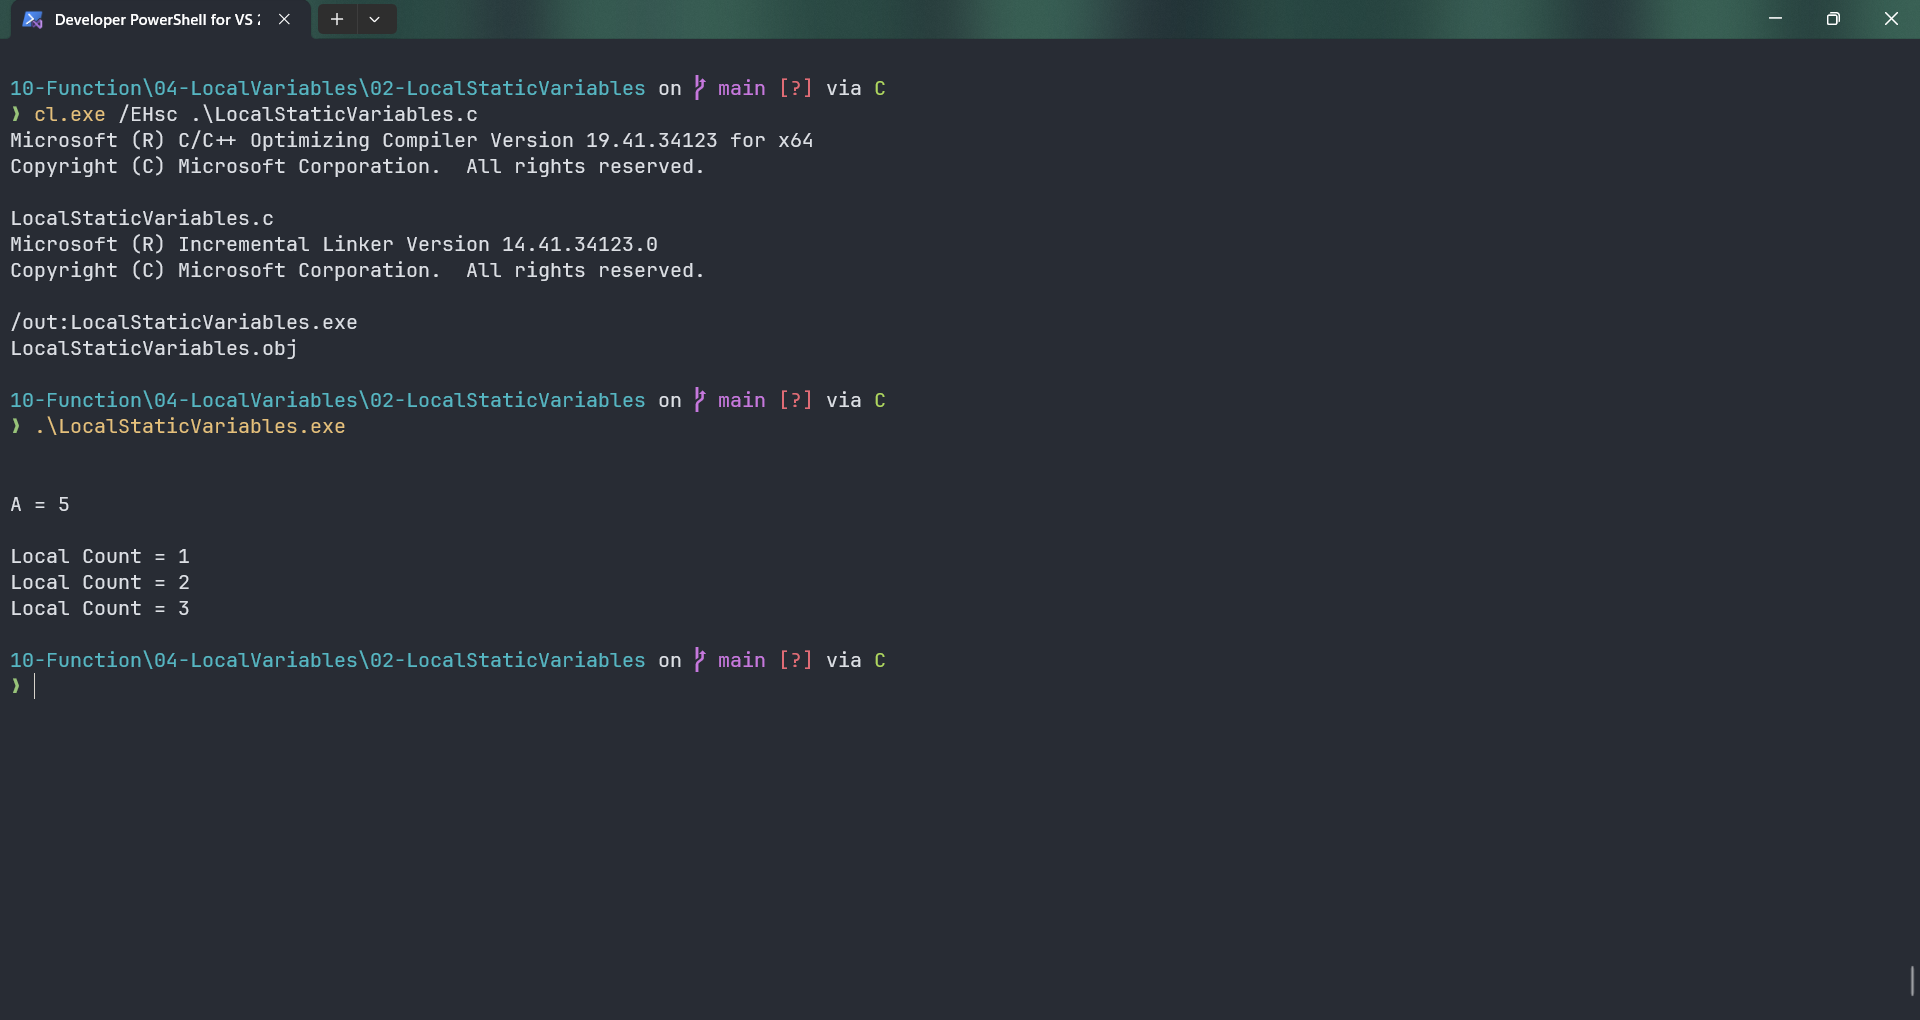 Developer PowerShell for VS 2
10-Function\04-LocalVariables\02-LocalStaticVariables on main [?] via C
❯ cl.exe /EHsc .\LocalStaticVariables.c
Microsoft (R) C/C++ Optimizing Compiler Version 19.41.34123 for x64
Copyright (C) Microsoft Corporation.  All rights reserved.
LocalStaticVariables.c
Microsoft (R) Incremental Linker Version 14.41.34123.0
Copyright (C) Microsoft Corporation.  All rights reserved.
/out:LocalStaticVariables.exe
LocalStaticVariables.obj
10-Function\04-LocalVariables\02-LocalStaticVariables on main [?] via C
❯ .\LocalStaticVariables.exe
A = 5
Local Count = 1
Local Count = 2
Local Count = 3
10-Function\04-LocalVariables\02-LocalStaticVariables on main [?] via C
❯